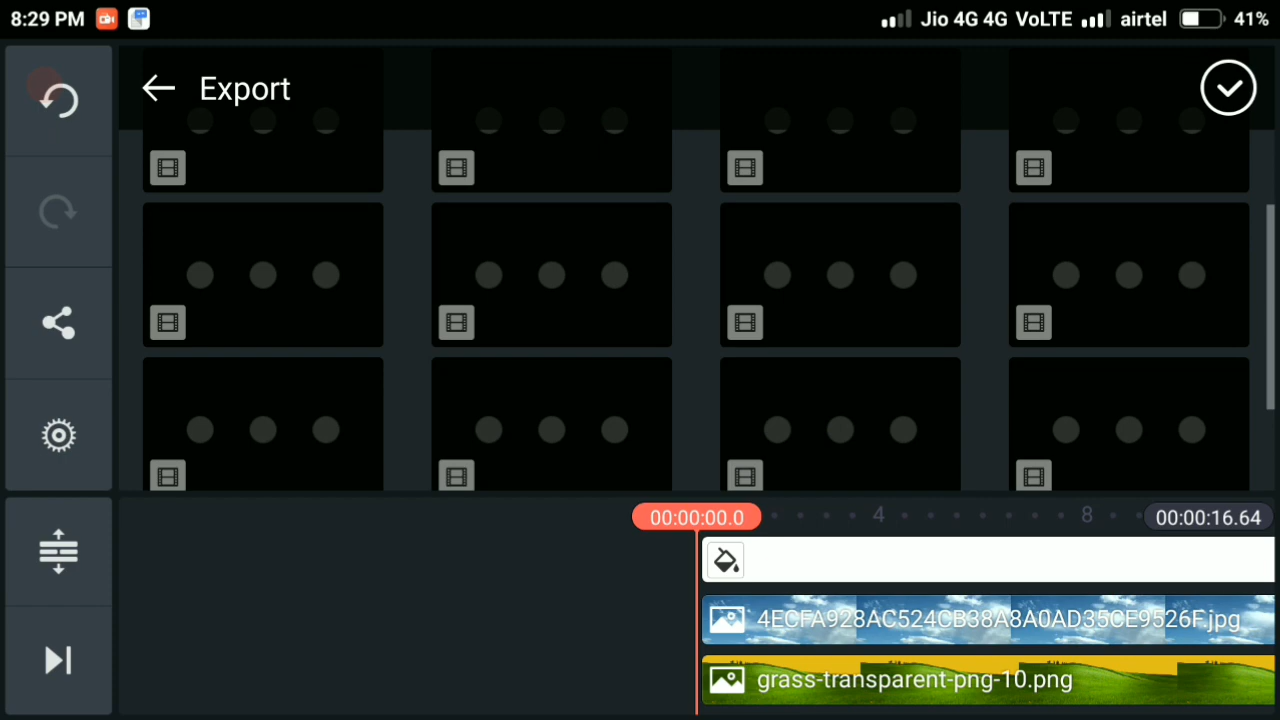 8:29 PM Jio 4G 4G VoLTE airtel 41%
Export
00:00:00.0 4 8 00:00:16.64
4ECFA928AC524CB38A8A0AD35CE9526F.jpg
grass-transparent-png-10.png